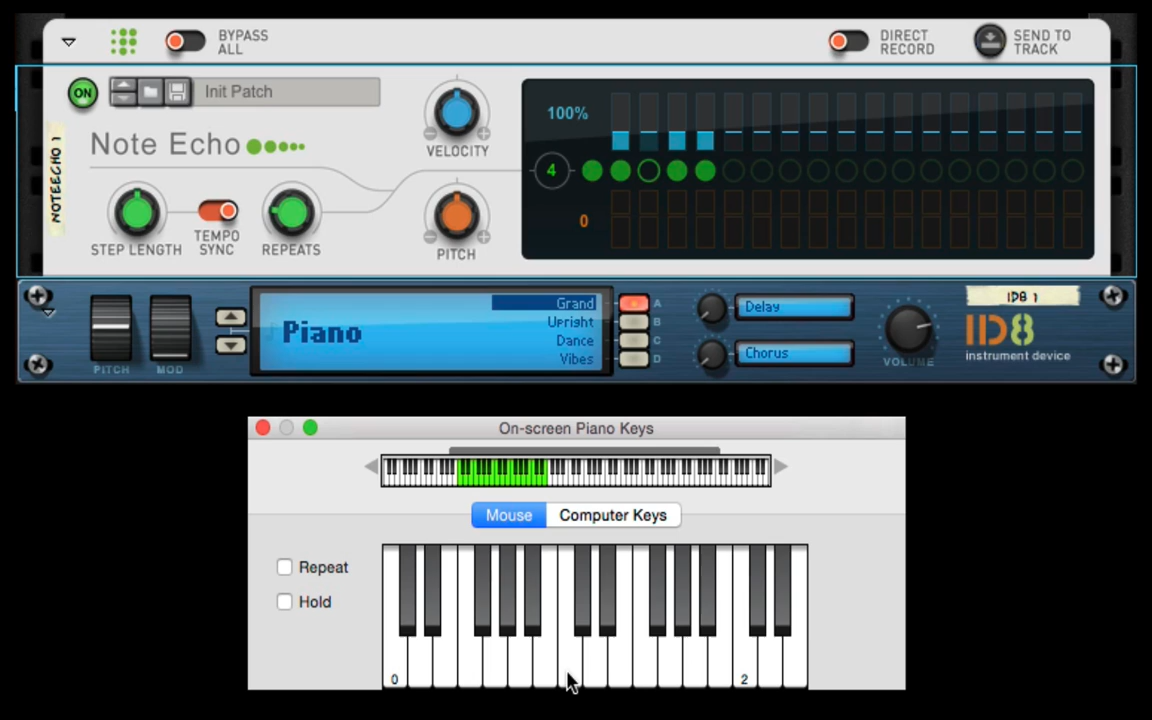 BYPASS ALL
DIRECT RECORD
SEND TO TRACK
ON
Init Patch
Note Echo
NOTEECHO 1
STEP LENGTH
TEMPO SYNC
REPEATS
VELOCITY
PITCH
100%
4
0
PITCH
MOD
Piano
Grand
Upright
Dance
Vibes
A
B
C
D
Delay
Chorus
VOLUME
ID8 1
ID8
instrument device
On-screen Piano Keys
Mouse
Computer Keys
Repeat
Hold
0
2